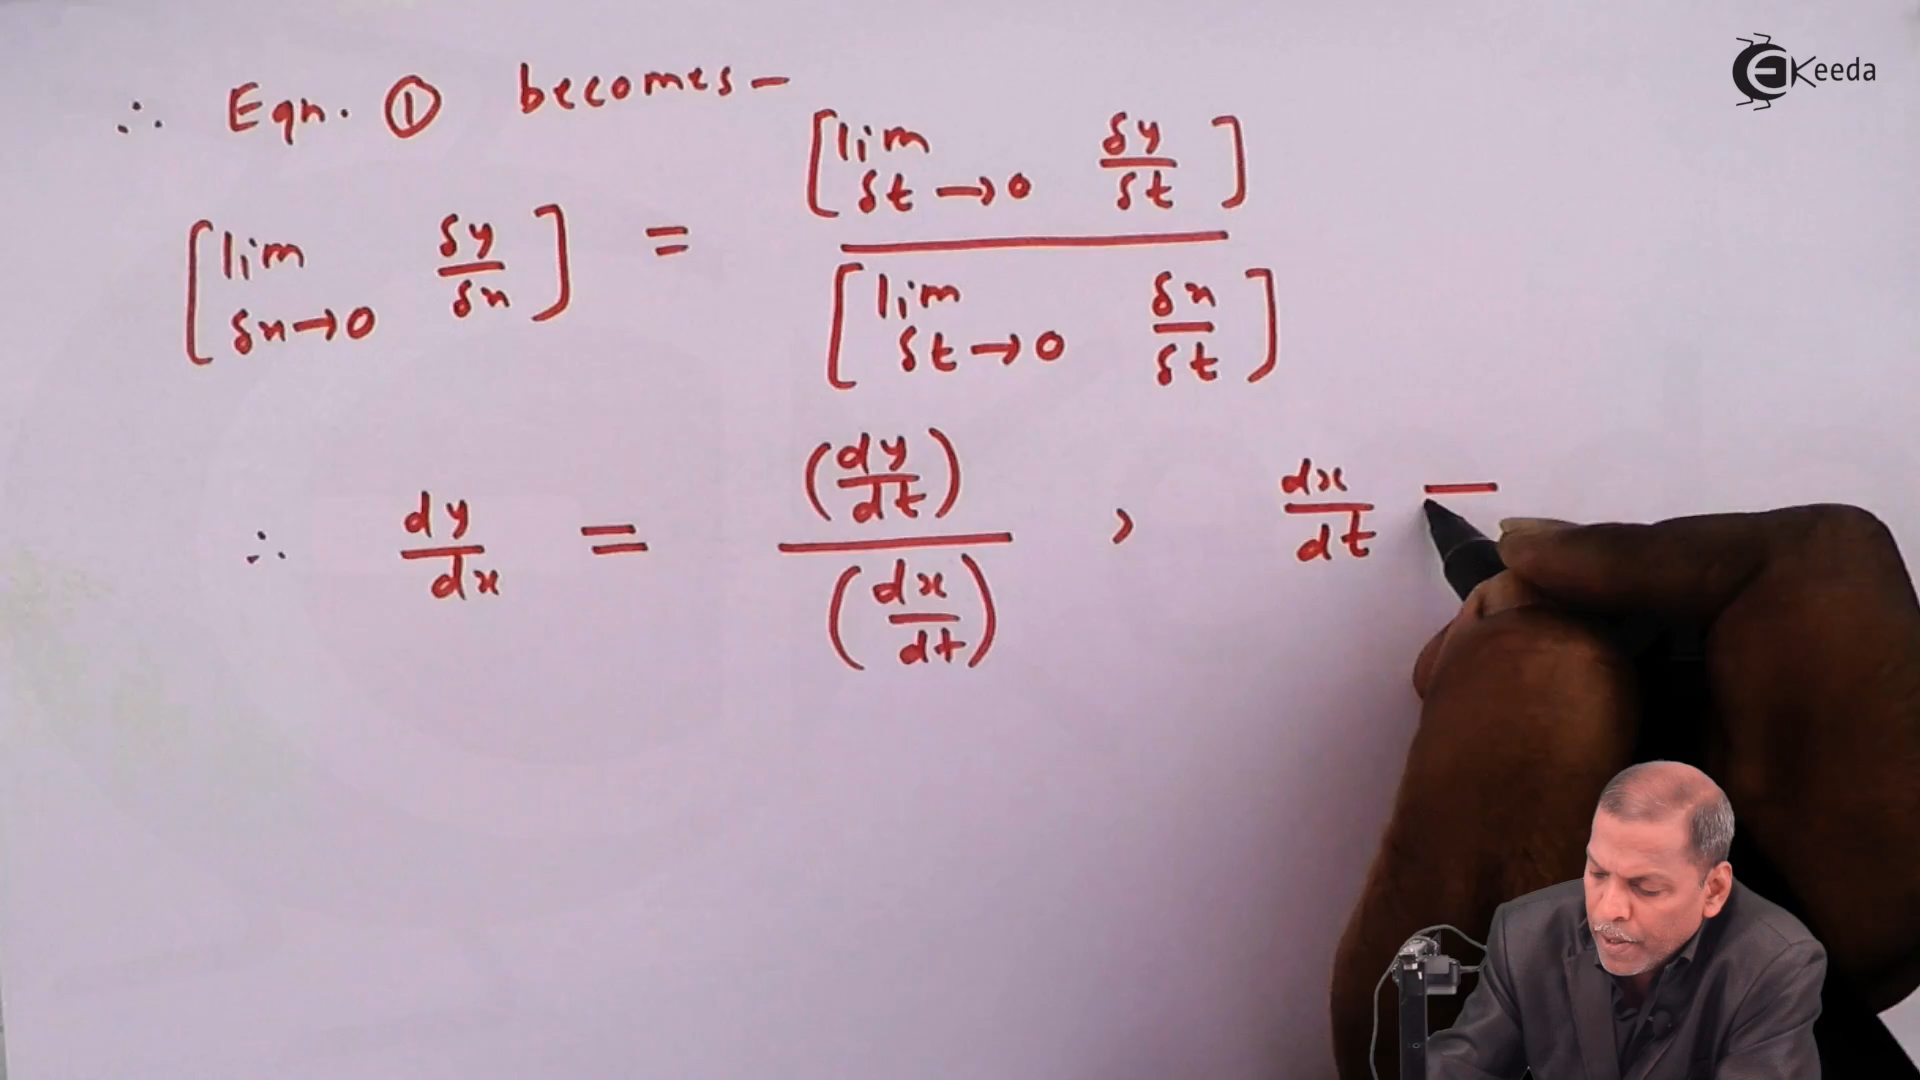 ∴ Eqn. ① becomes –
[lim δx→0 δy/δx] = [lim δt→0 δy/δt] / [lim δt→0 δx/δt]
∴ dy/dx = (dy/dt) / (dx/dt) , dx/dt –
EKeeda